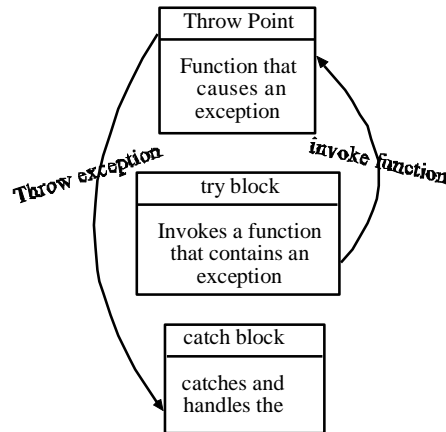 Throw Point
Function that
causes an
exception
Throw exception
invoke function
try block
Invokes a function
that contains an
exception
catch block
catches and
handles the